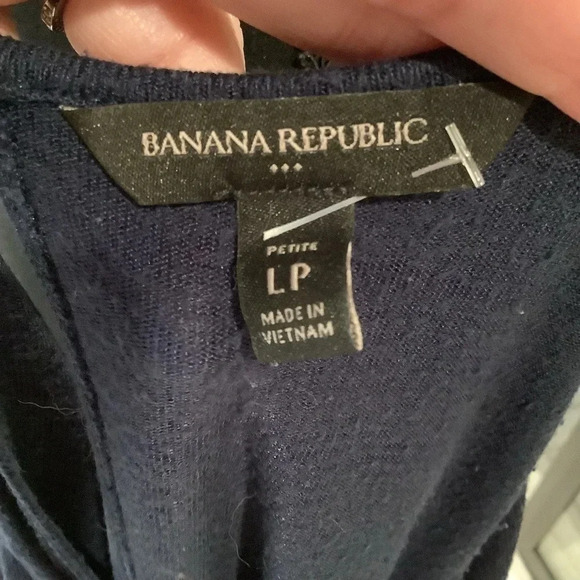 BANANA REPUBLIC
PETITE
LP
MADE IN
VIETNAM